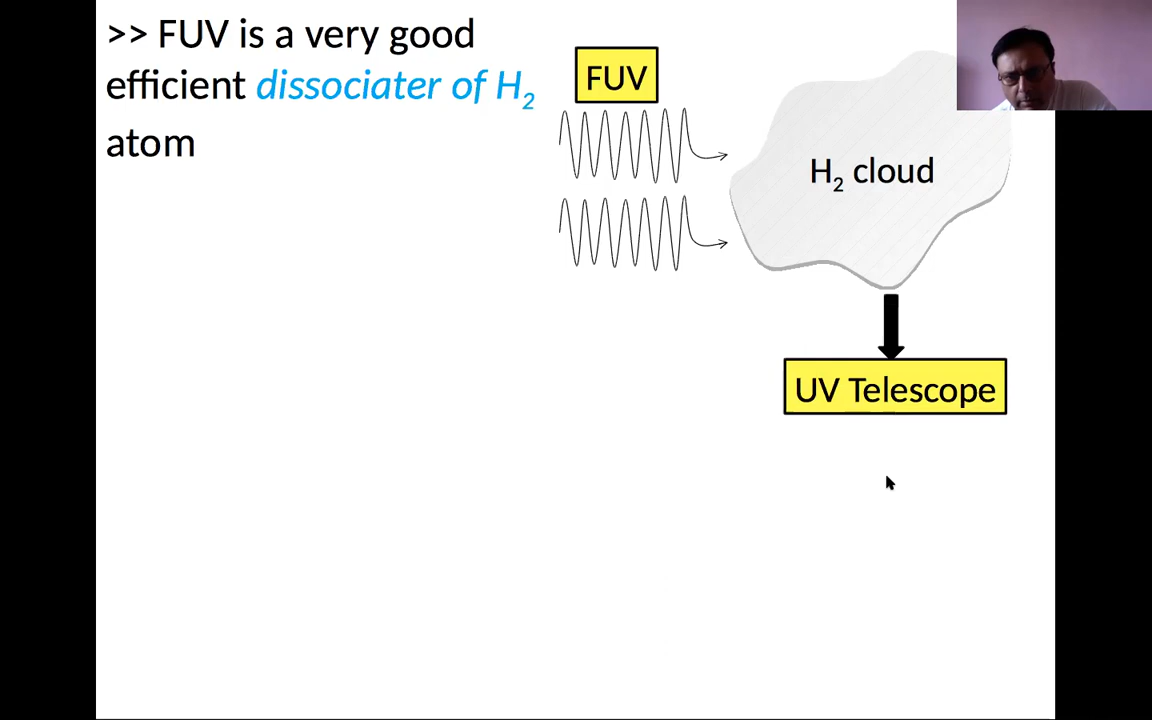 >> FUV is a very good
efficient dissociater of H₂
atom
FUV
H₂ cloud
UV Telescope